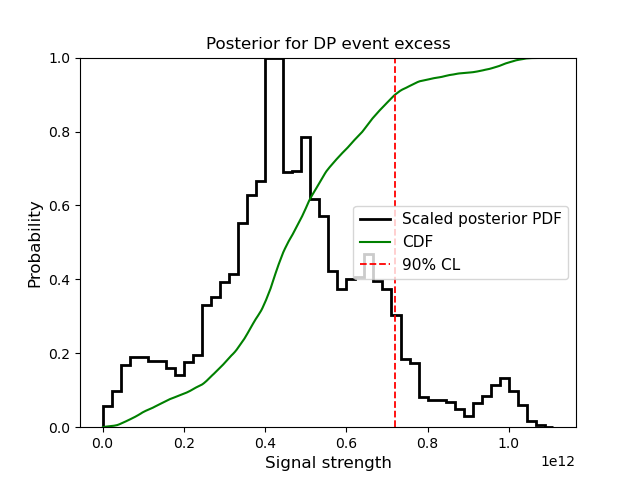 Posterior for DP event excess
Probability
1.0
0.8
0.6
0.4
0.2
0.0
Scaled posterior PDF
CDF
90% CL
0.0 0.2 0.4 0.6 0.8 1.0
1e12
Signal strength